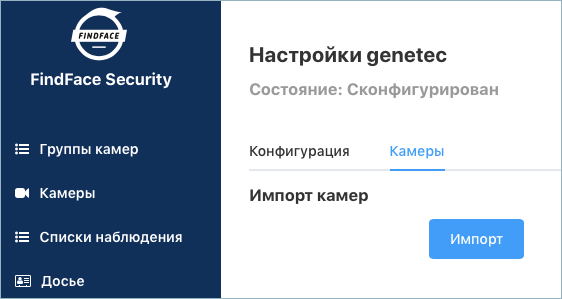 FINDFACE
FindFace Security
Группы камер
Камеры
Списки наблюдения
Досье
Настройки genetec
Состояние: Сконфигурирован
Конфигурация
Камеры
Импорт камер
Импорт